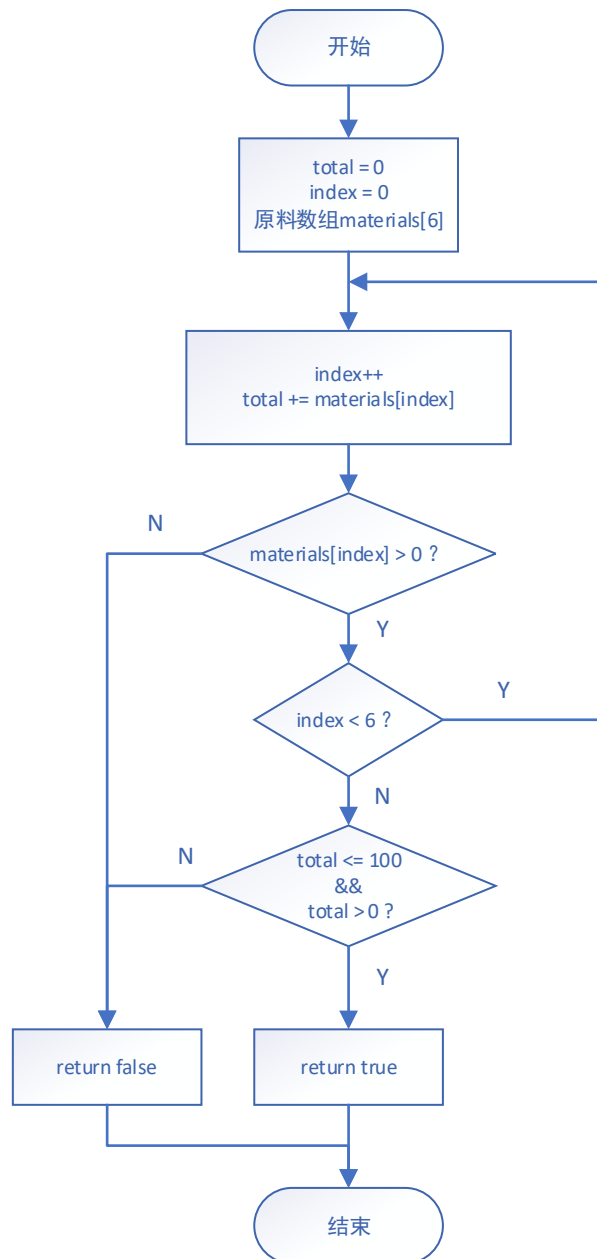 开始
total = 0
index = 0
原料数组materials[6]
index++
total += materials[index]
N
materials[index] > 0 ?
Y
Y
index < 6 ?
N
N
total <= 100
&&
total > 0 ?
Y
return false
return true
结束